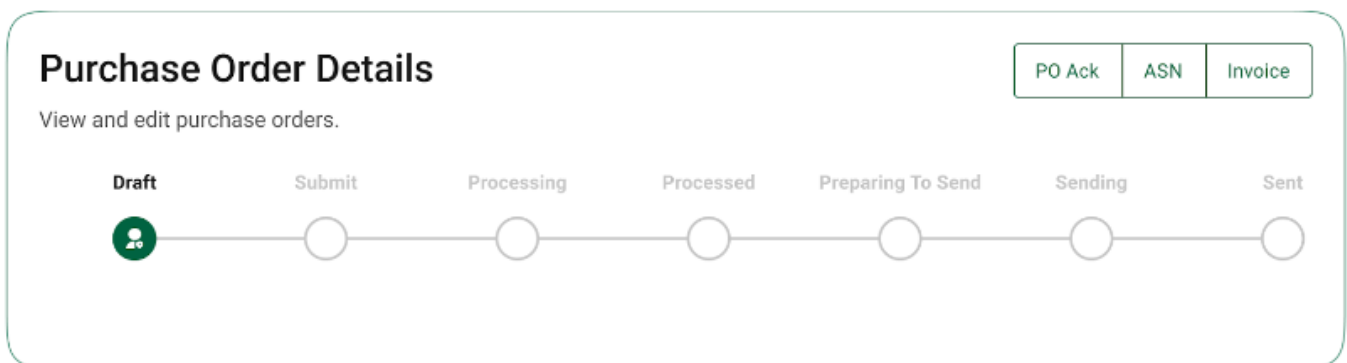 Purchase Order Details
PO Ack ASN Invoice
View and edit purchase orders.
Draft Submit Processing Processed Preparing To Send Sending Sent